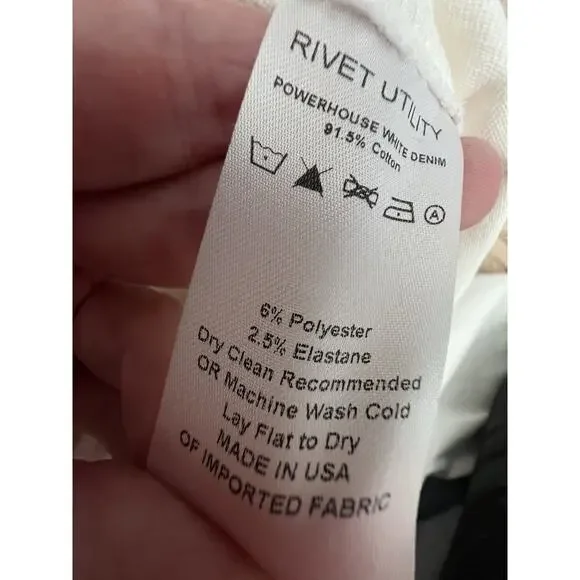 RIVET UTILITY
POWERHOUSE WHITE DENIM
91.5% Cotton
A
6% Polyester
2.5% Elastane
Dry Clean Recommended
OR Machine Wash Cold
Lay Flat to Dry
MADE IN USA
OF IMPORTED FABRIC